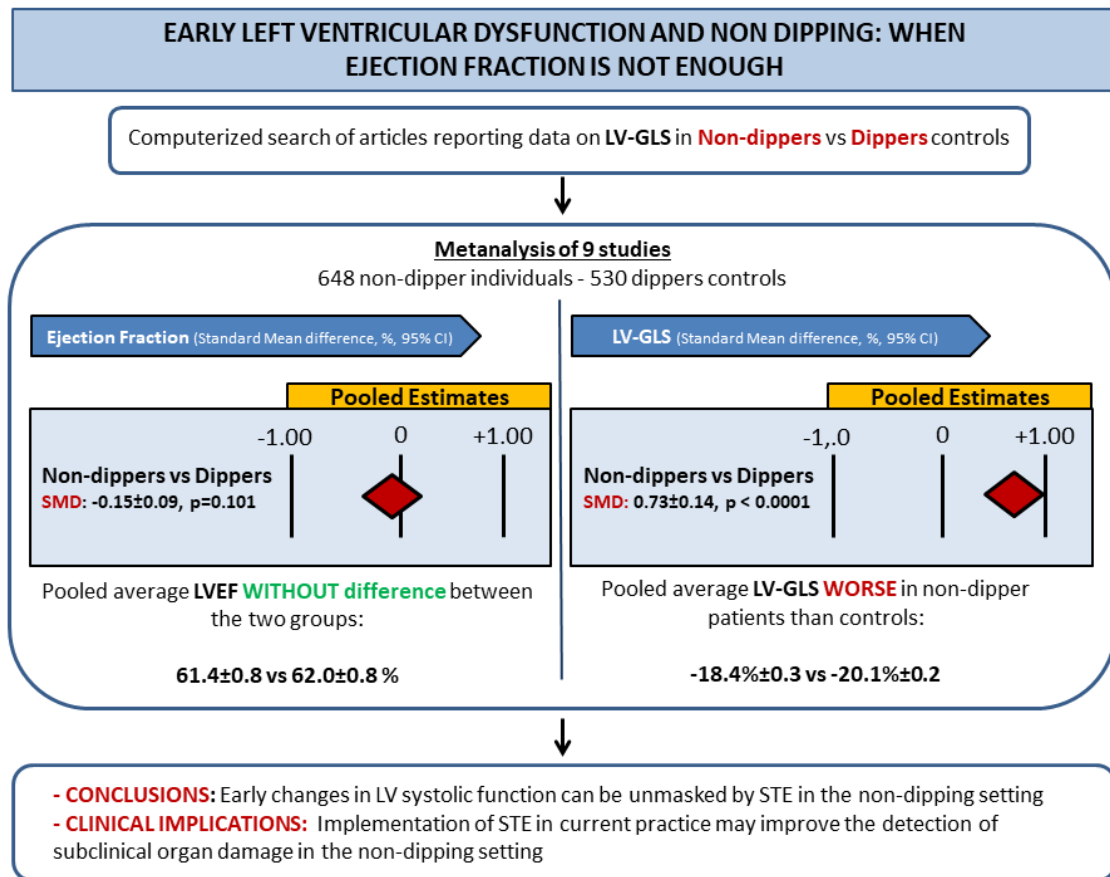 EARLY LEFT VENTRICULAR DYSFUNCTION AND NON DIPPING: WHEN
EJECTION FRACTION IS NOT ENOUGH
Computerized search of articles reporting data on LV-GLS in Non-dippers vs Dippers controls
Metanalysis of 9 studies
648 non-dipper individuals - 530 dippers controls
Ejection Fraction (Standard Mean difference, %, 95% CI)
Pooled Estimates
-1.00 0 +1.00
Non-dippers vs Dippers
SMD: -0.15±0.09, p=0.101
Pooled average LVEF WITHOUT difference between
the two groups:
61.4±0.8 vs 62.0±0.8 %
LV-GLS (Standard Mean difference, %, 95% CI)
Pooled Estimates
-1,.0 0 +1.00
Non-dippers vs Dippers
SMD: 0.73±0.14, p < 0.0001
Pooled average LV-GLS WORSE in non-dipper
patients than controls:
-18.4%±0.3 vs -20.1%±0.2
- CONCLUSIONS: Early changes in LV systolic function can be unmasked by STE in the non-dipping setting
- CLINICAL IMPLICATIONS: Implementation of STE in current practice may improve the detection of
subclinical organ damage in the non-dipping setting